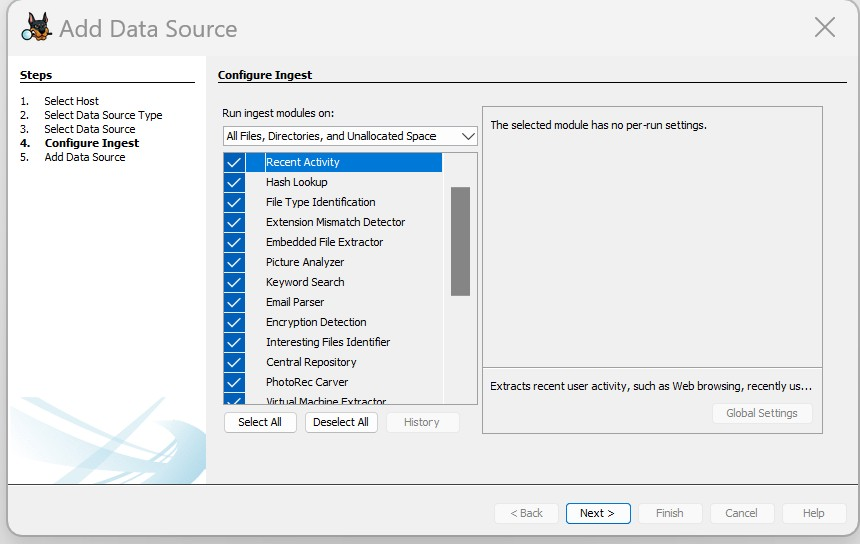 Add Data Source
Steps
1. Select Host
2. Select Data Source Type
3. Select Data Source
4. Configure Ingest
5. Add Data Source
Configure Ingest
Run ingest modules on:
All Files, Directories, and Unallocated Space
Recent Activity
Hash Lookup
File Type Identification
Extension Mismatch Detector
Embedded File Extractor
Picture Analyzer
Keyword Search
Email Parser
Encryption Detection
Interesting Files Identifier
Central Repository
PhotoRec Carver
Virtual Machine Extractor
Select All
Deselect All
History
The selected module has no per-run settings.
Extracts recent user activity, such as Web browsing, recently us...
Global Settings
< Back
Next >
Finish
Cancel
Help